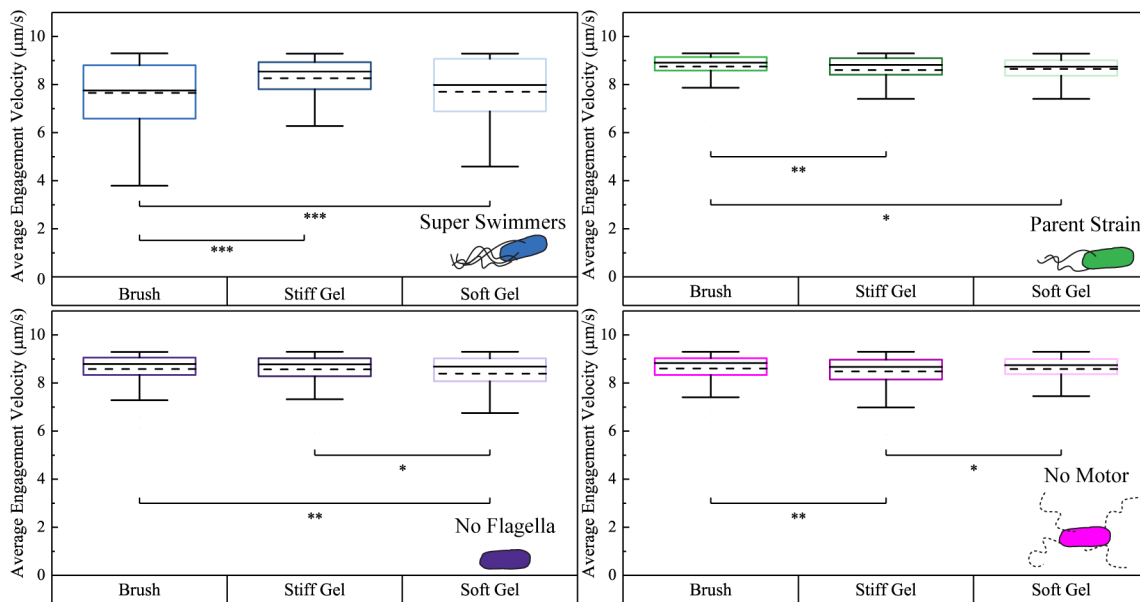 Average Engagement Velocity (µm/s)
10
8
6
4
2
0
***
***
Super Swimmers
Brush
Stiff Gel
Soft Gel
Average Engagement Velocity (µm/s)
10
8
6
4
2
0
**
*
Parent Strain
Brush
Stiff Gel
Soft Gel
Average Engagement Velocity (µm/s)
10
8
6
4
2
0
*
**
No Flagella
Brush
Stiff Gel
Soft Gel
Average Engagement Velocity (µm/s)
10
8
6
4
2
0
*
**
No Motor
Brush
Stiff Gel
Soft Gel